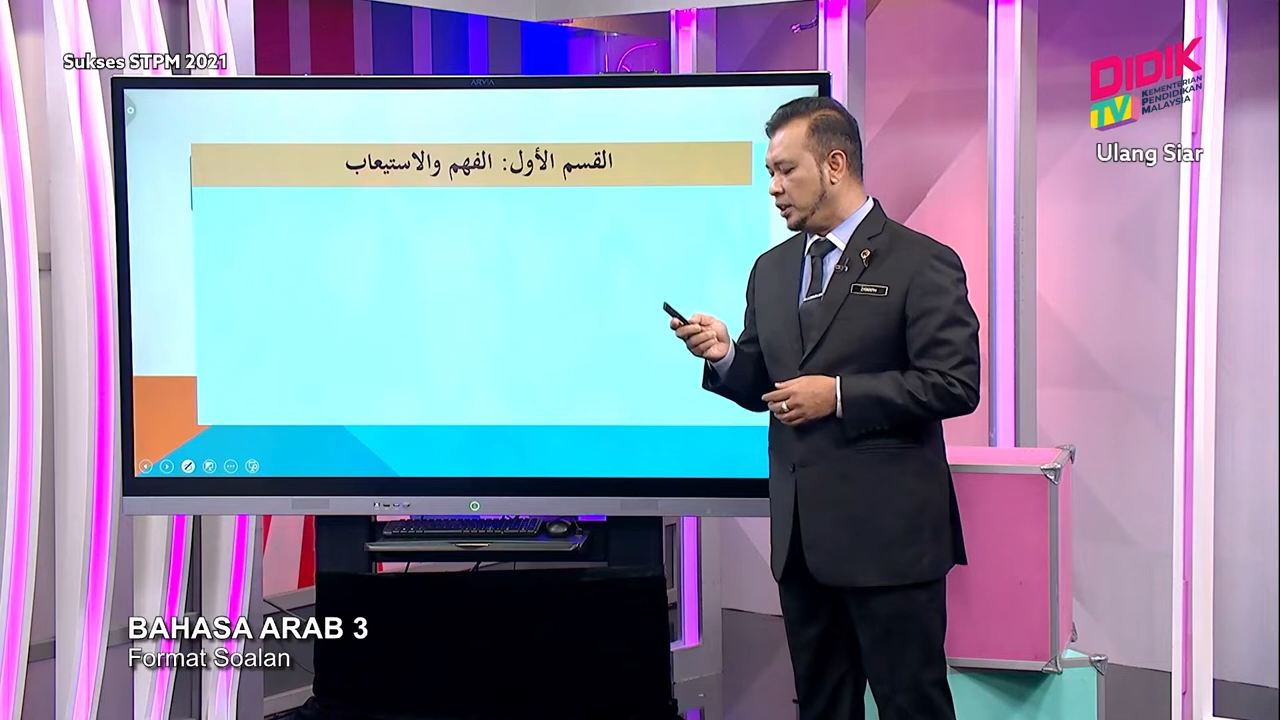 Sukses STPM 2021
ARVIA
DIDIK
TV
KEMENTERIAN
PENDIDIKAN
MALAYSIA
Ulang Siar
القسم الأول: الفهم والاستيعاب
BAHASA ARAB 3
Format Soalan